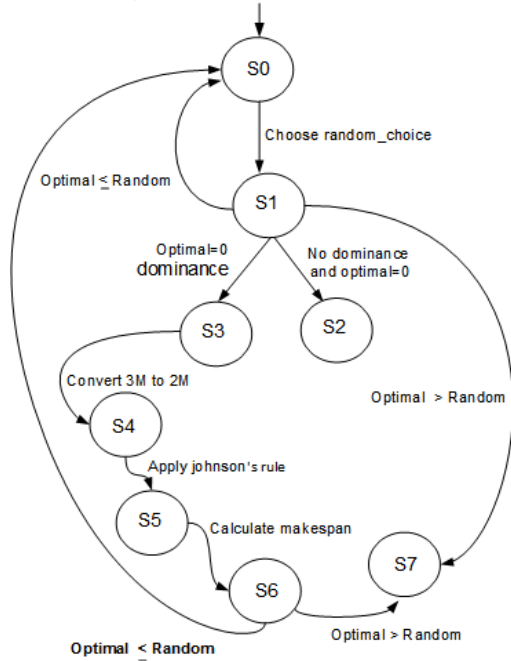 S0
Choose random_choice
Optimal ≤ Random
S1
Optimal=0
dominance
No dominance
and optimal=0
S3
S2
Convert 3M to 2M
Optimal > Random
S4
Apply johnson's rule
S5
Calculate makespan
S7
S6
Optimal > Random
Optimal ≤ Random